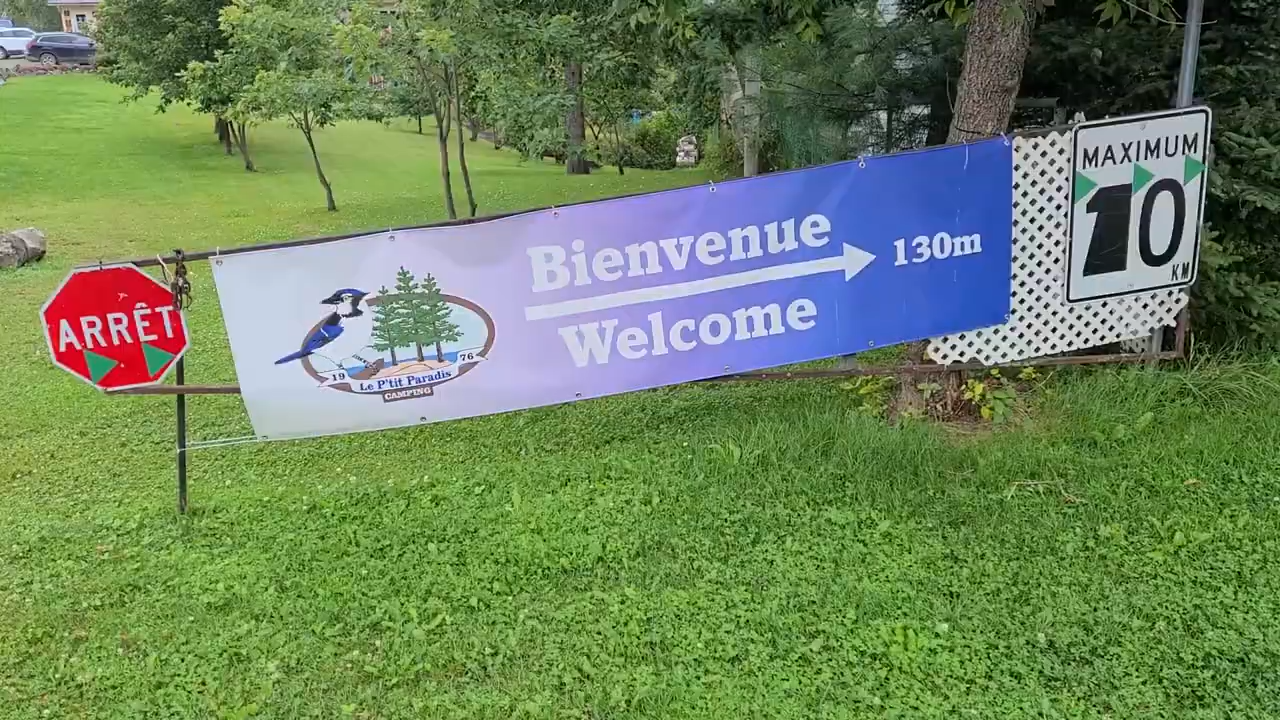 ARRÊT
19 76
Le P'tit Paradis
CAMPING
Bienvenue
Welcome
130m
MAXIMUM
10
KM